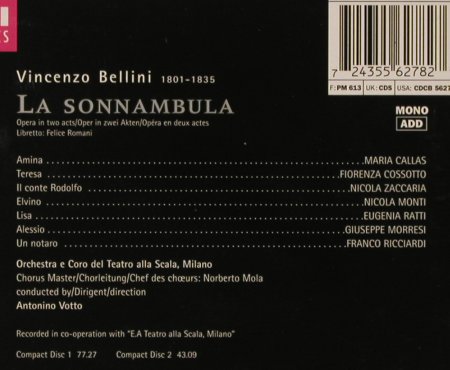 CS
7 24355 62782
F: PM 613 UK: CDS USA: CDCB 5627
Vincenzo Bellini 1801-1835
LA SONNAMBULA
Opera in two acts/Oper in zwei Akten/Opéra en deux actes
Libretto: Felice Romani
MONO
ADD
Amina MARIA CALLAS
Teresa FIORENZA COSSOTTO
Il conte Rodolfo NICOLA ZACCARIA
Elvino NICOLA MONTI
Lisa EUGENIA RATTI
Alessio GIUSEPPE MORRESI
Un notaro FRANCO RICCIARDI
Orchestra e Coro del Teatro alla Scala, Milano
Chorus Master/Chorleitung/Chef des chœurs: Norberto Mola
conducted by/Dirigent/direction
Antonino Votto
Recorded in co-operation with "E.A Teatro alla Scala, Milano"
Compact Disc 1 77.27 Compact Disc 2 43.09